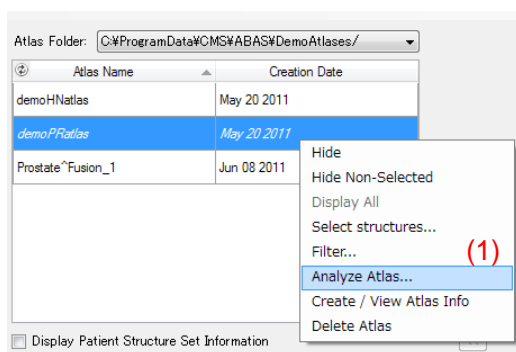 Atlas Folder: C:¥ProgramData¥CMS¥ABAS¥DemoAtlases/
Atlas Name Creation Date
demoHNatlas May 20 2011
demoPRatlas May 20 2011
Prostate^Fusion_1 Jun 08 2011
Hide
Hide Non-Selected
Display All
Select structures...
Filter...
(1)
Analyze Atlas...
Create / View Atlas Info
Delete Atlas
Display Patient Structure Set Information